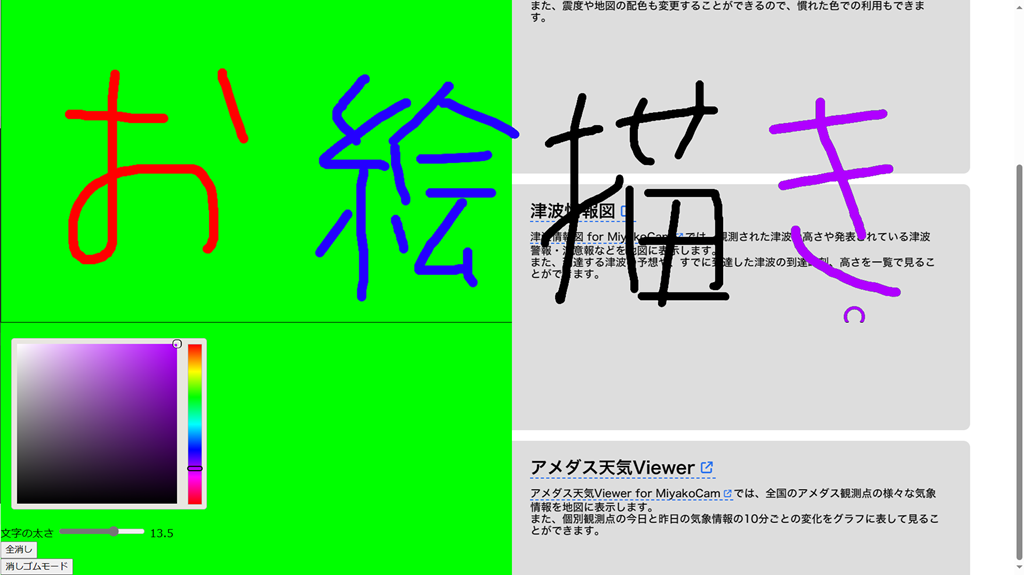 また、震度や地図の配色も変更することができるので、慣れた色での利用もできま
す。
お絵描き
津波情報図
津波情報図 for MiyakoCamでは、観測された津波の高さや発表されている津波
警報・注意報などを地図に表示します。
また、到達する津波の予想や、すでに到達した津波の到達時刻、高さを一覧で見るこ
とができます。
アメダス天気Viewer
アメダス天気Viewer for MiyakoCamでは、全国のアメダス観測点の様々な気象
情報を地図に表示します。
また、個別観測点の今日と昨日の気象情報の10分ごとの変化をグラフに表して見るこ
とができます。
文字の太さ 13.5
全消し
消しゴムモード